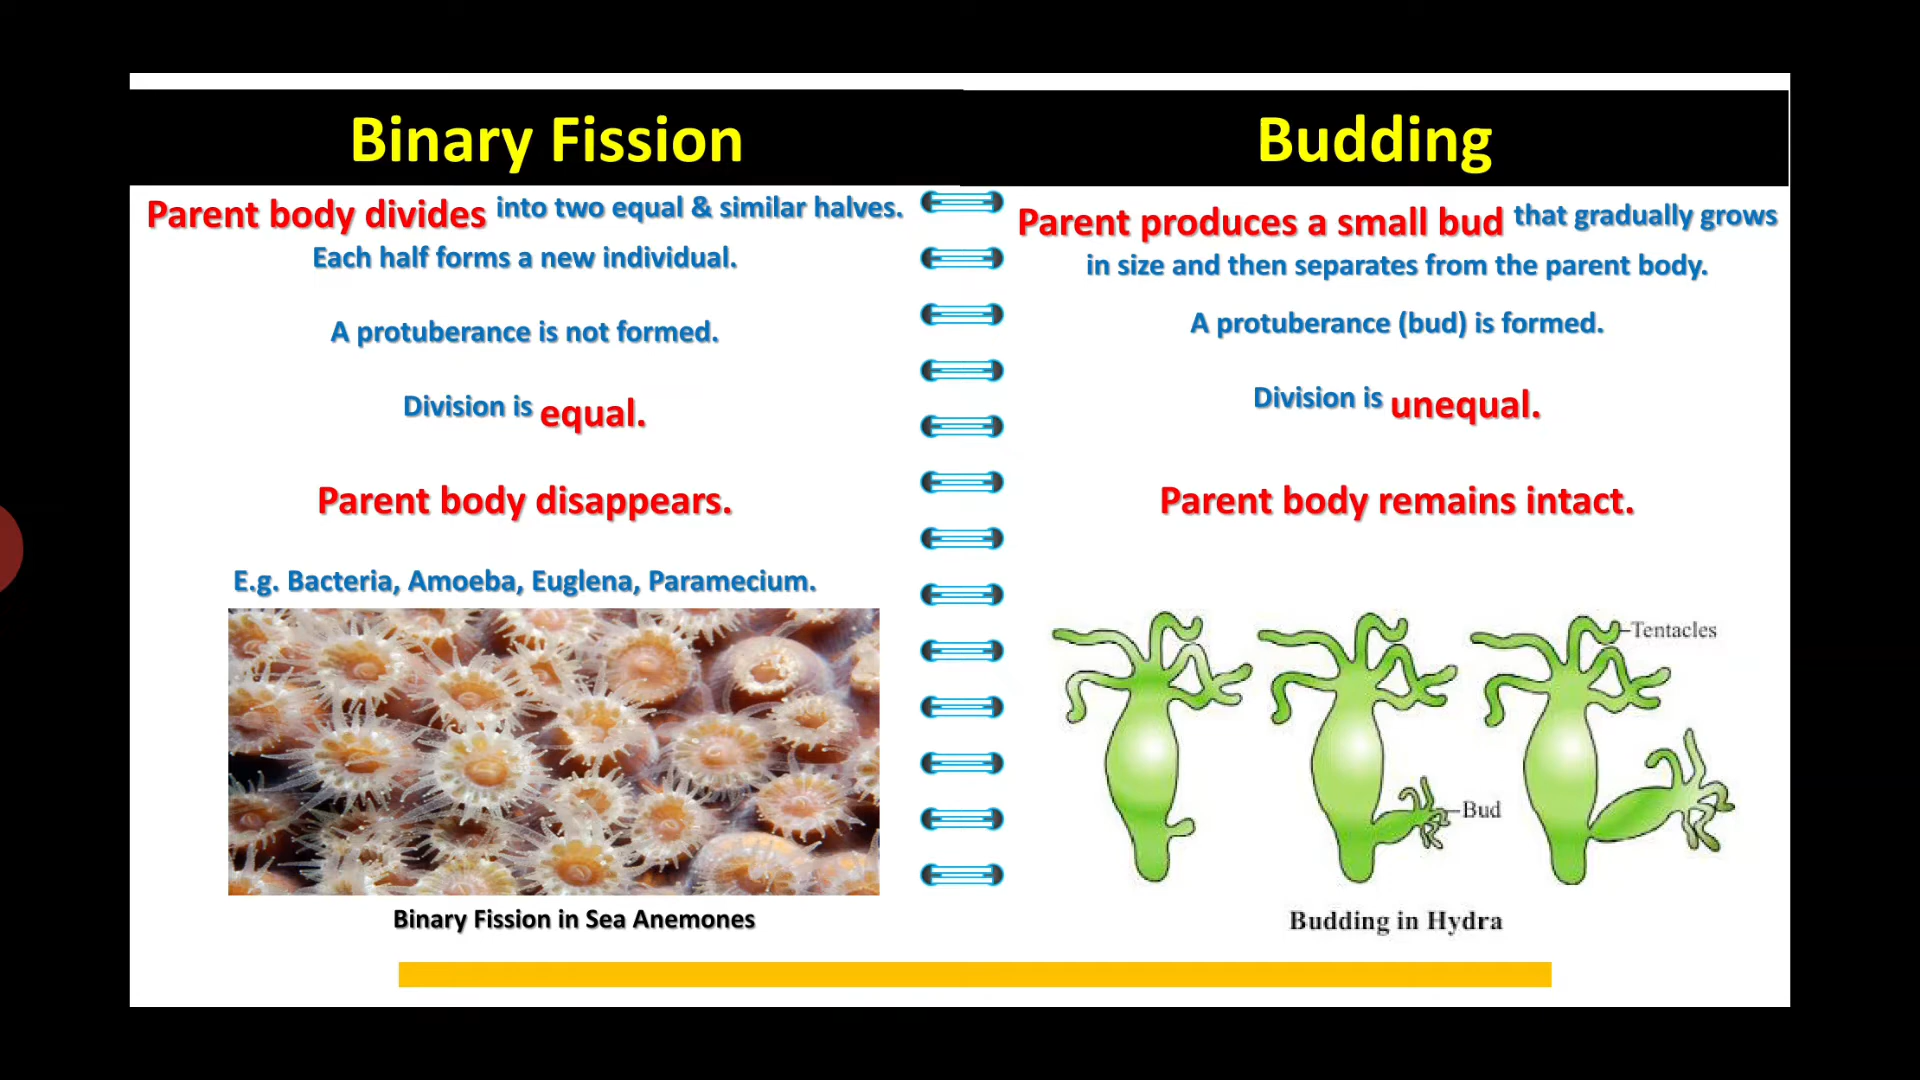 Binary Fission
Parent body divides into two equal & similar halves.
Each half forms a new individual.
A protuberance is not formed.
Division is equal.
Parent body disappears.
E.g. Bacteria, Amoeba, Euglena, Paramecium.
Binary Fission in Sea Anemones
Budding
Parent produces a small bud that gradually grows
in size and then separates from the parent body.
A protuberance (bud) is formed.
Division is unequal.
Parent body remains intact.
Tentacles
Bud
Budding in Hydra